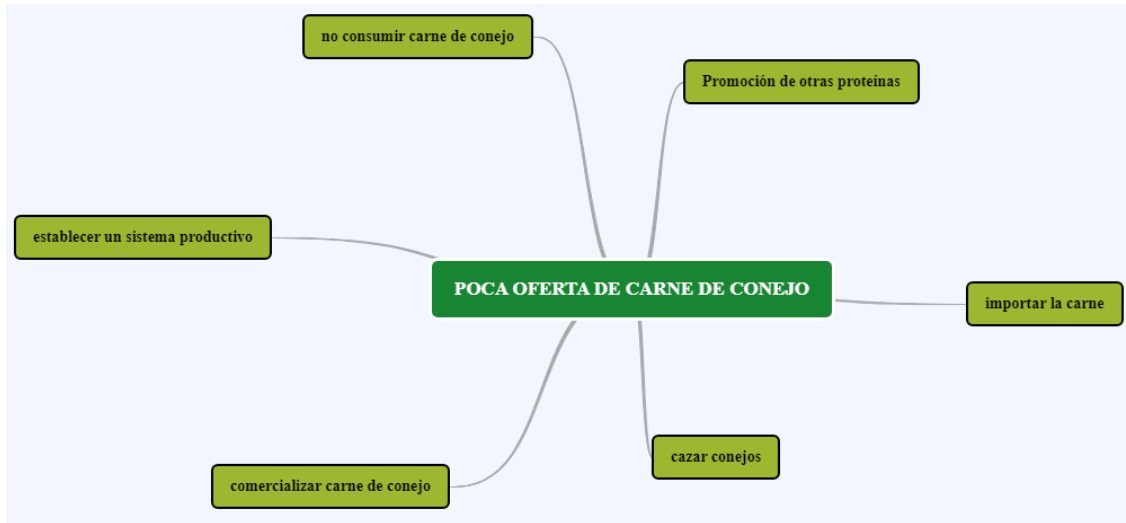 no consumir carne de conejo
Promoción de otras proteínas
establecer un sistema productivo
POCA OFERTA DE CARNE DE CONEJO
importar la carne
cazar conejos
comercializar carne de conejo